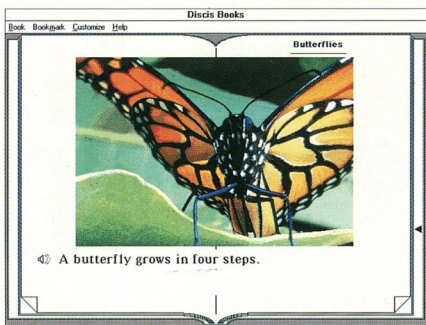 Discis Books
Book Bookmark Customize Help
Butterflies
A butterfly grows in four steps.